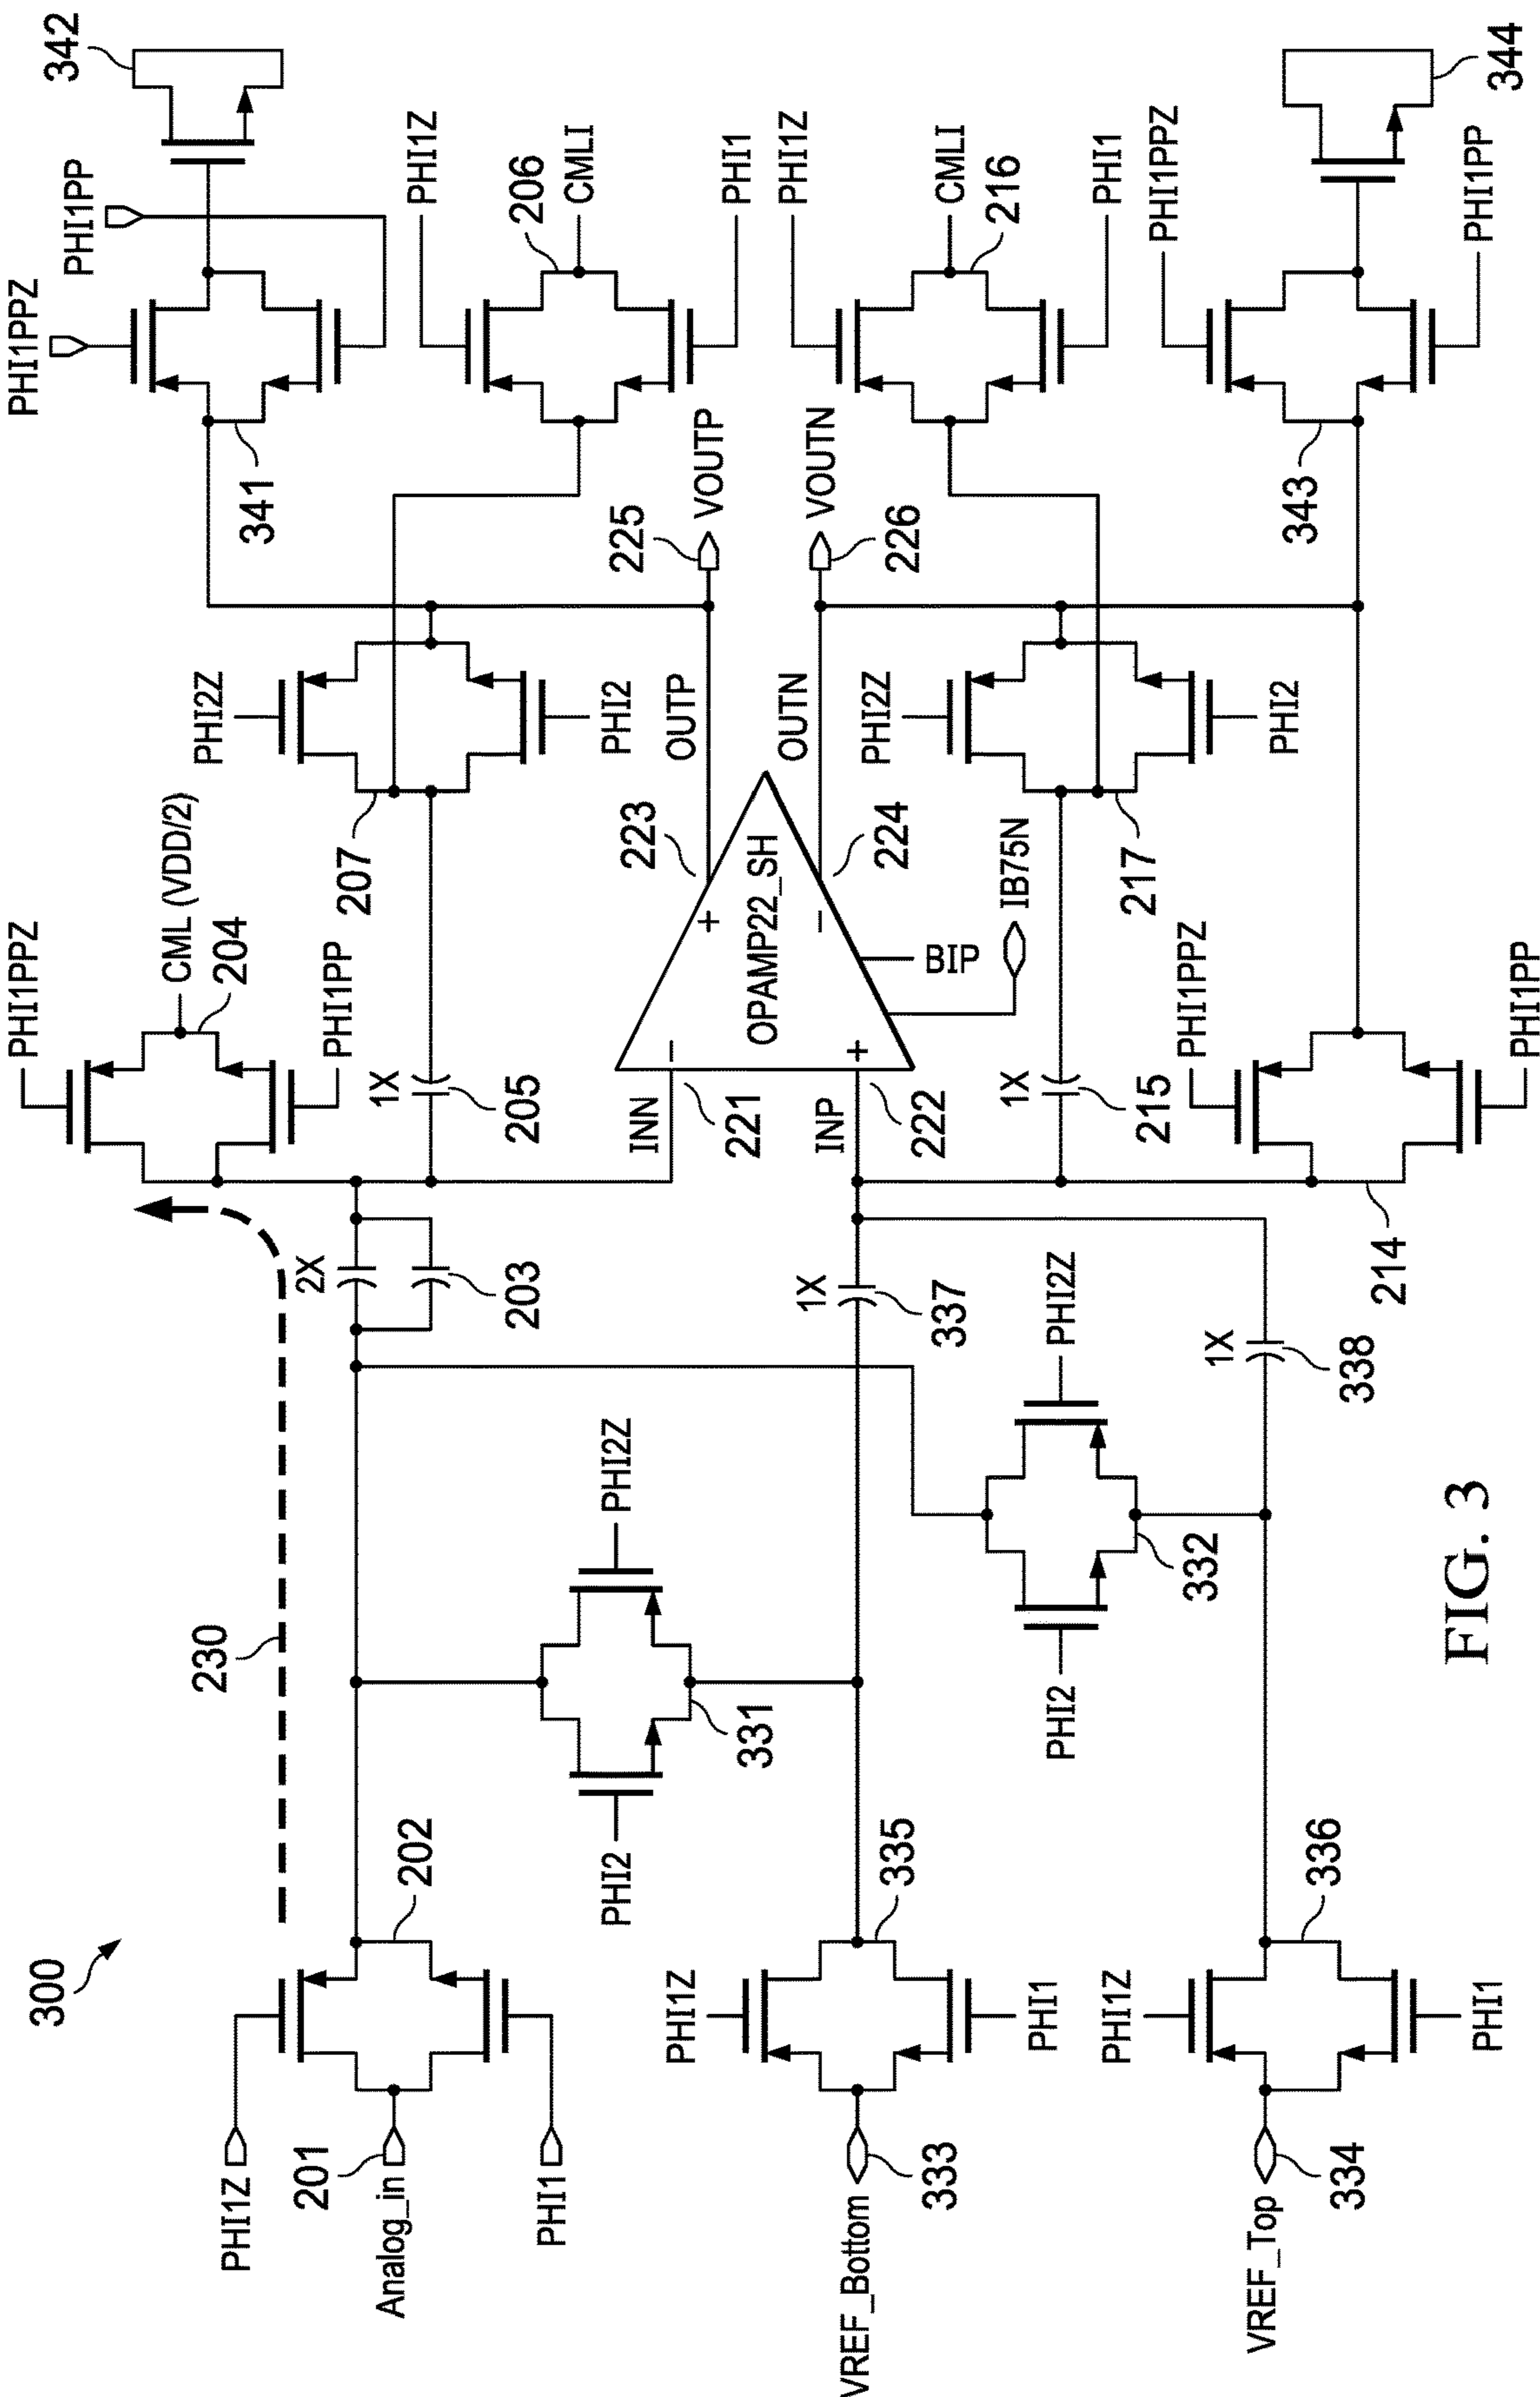 300
PHI1Z
201
Analog_in
PHI1
202
230
PHI2
PHI2Z
331
2X
203
PHI1PPZ
CML (VDD/2)
204
PHI1PP
1X
205
INN
221
PHI2Z
207
PHI2
223
OPAMP22_SH
+
-
+
-
OUTP
225
VOUTP
PHI1PPZ
PHI1PP
341
342
PHI1Z
206
CMLI
PHI1
VREF_Bottom
333
PHI1Z
PHI1
335
1X
337
INP
222
BIP
IB75N
224
OUTN
226
VOUTN
PHI1Z
CMLI
216
PHI1
PHI2Z
217
PHI2
1X
215
PHI2
332
PHI2Z
VREF_Top
334
PHI1Z
PHI1
336
1X
338
214
PHI1PPZ
PHI1PP
343
PHI1PPZ
PHI1PP
344
FIG. 3